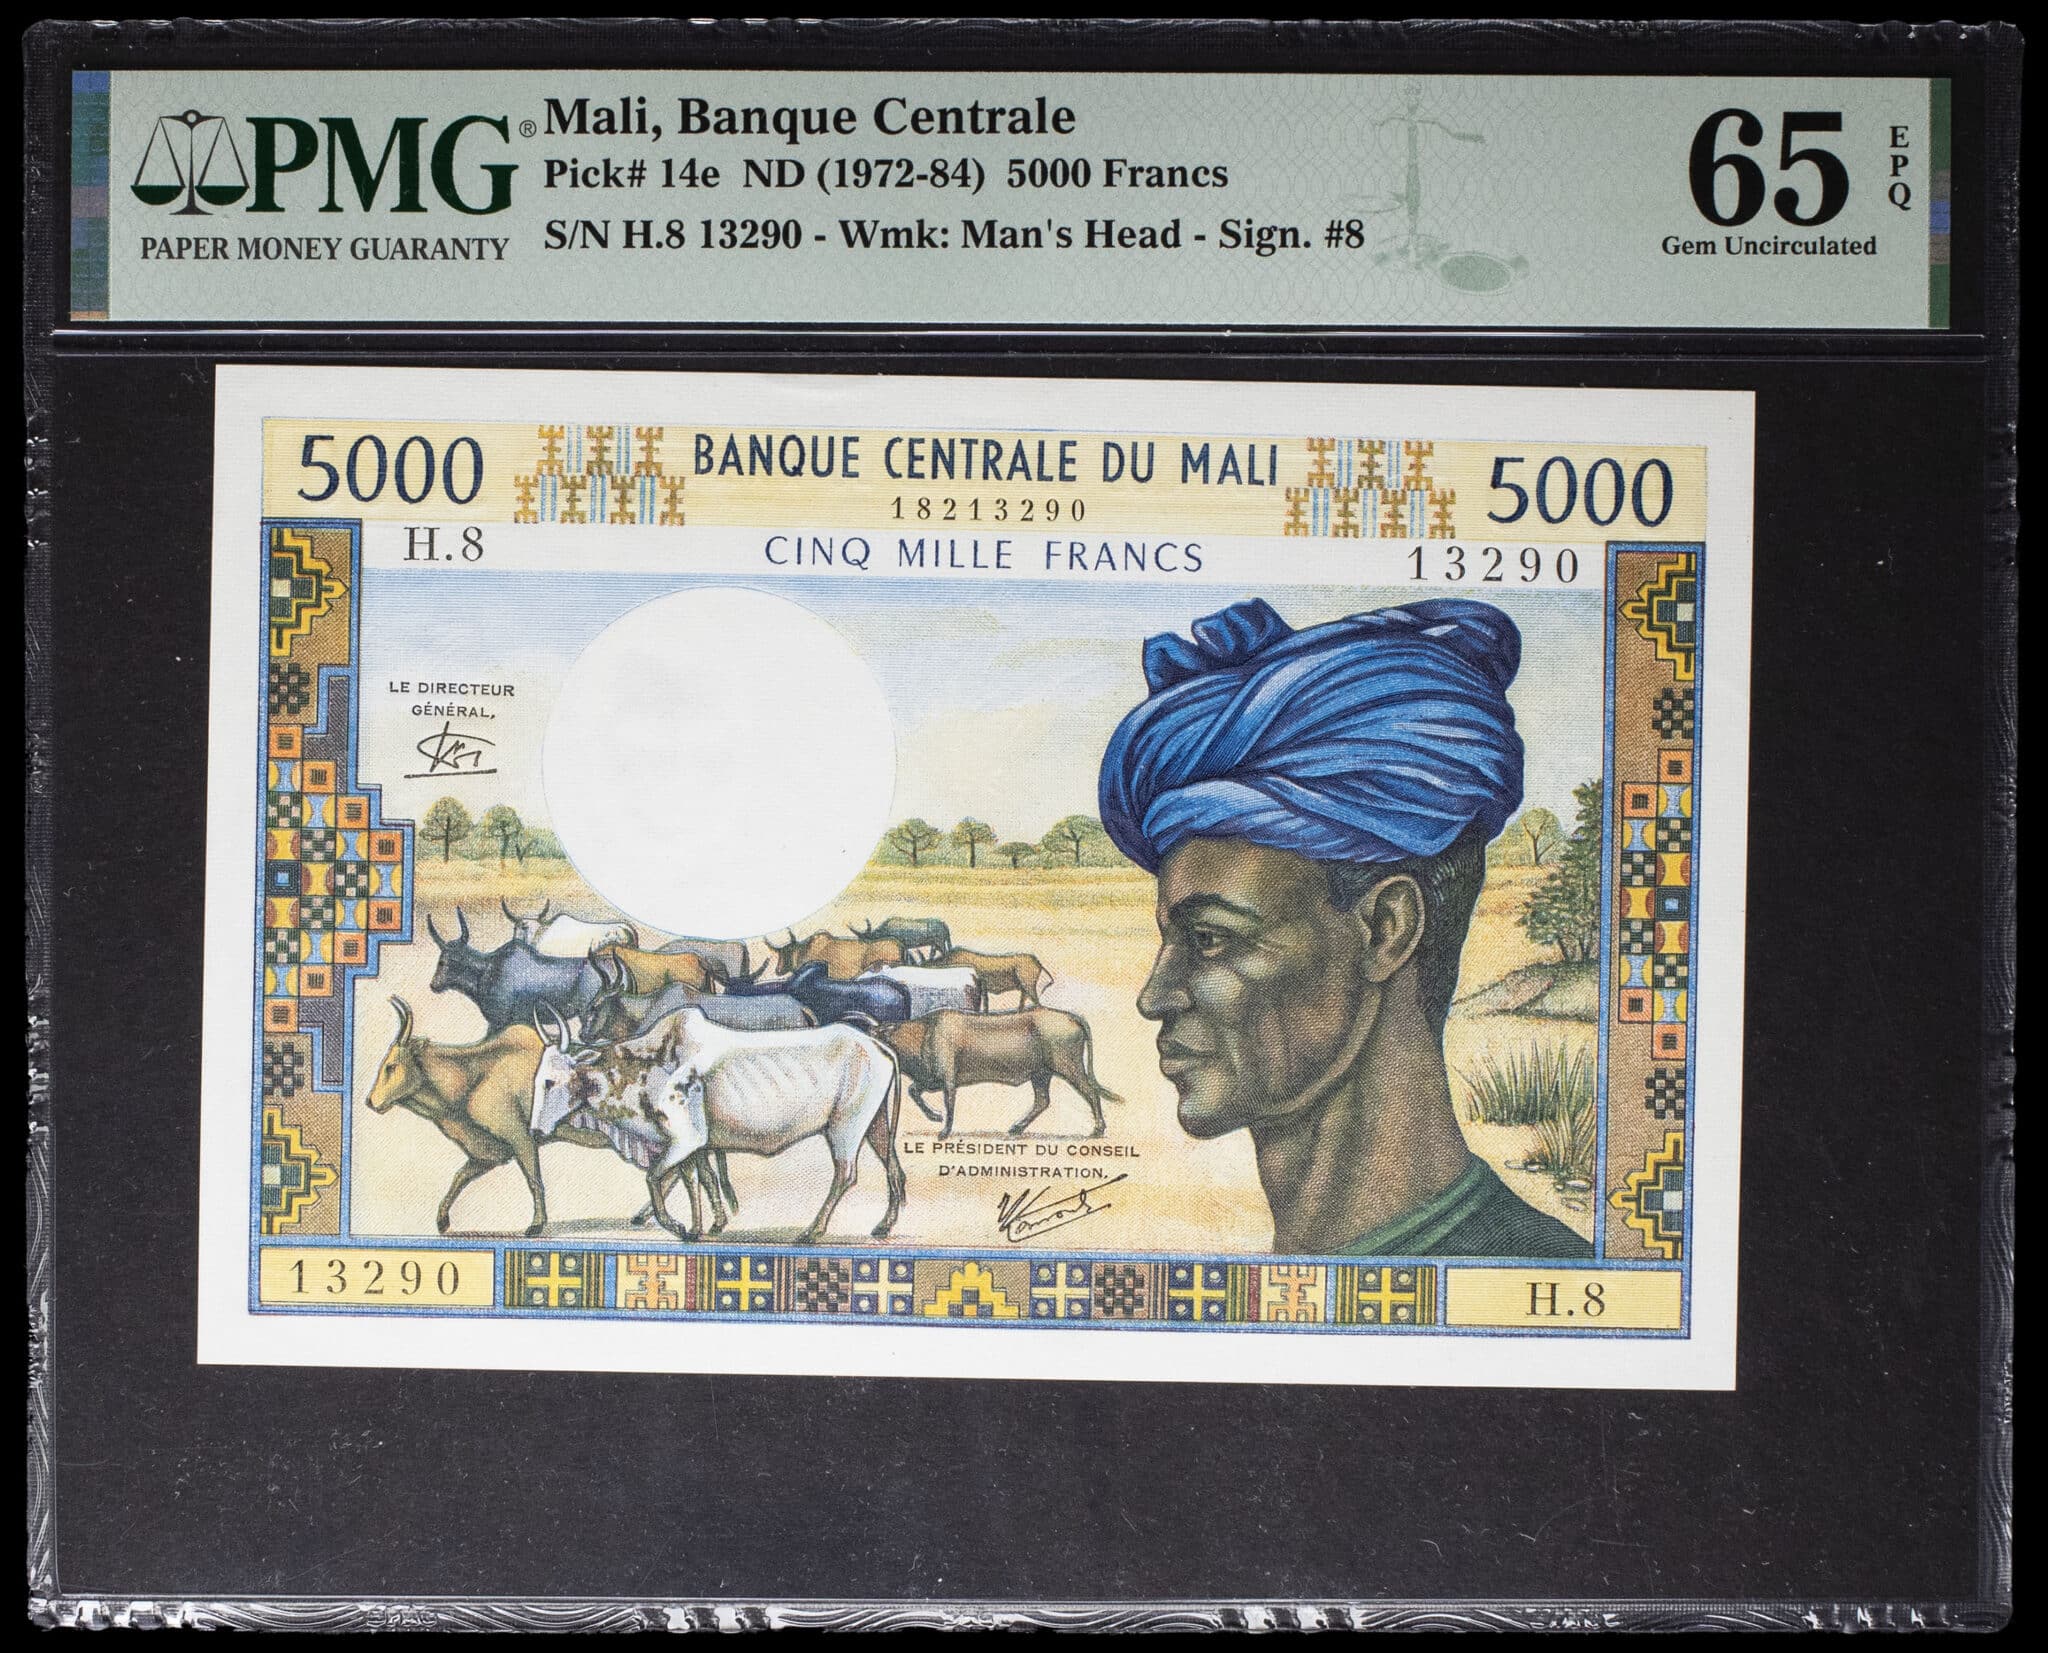 PMG®
PAPER MONEY GUARANTY
Mali, Banque Centrale
Pick# 14e ND (1972-84) 5000 Francs
S/N H.8 13290 - Wmk: Man's Head - Sign. #8
65
EPQ
Gem Uncirculated
5000
BANQUE CENTRALE DU MALI
5000
18213290
H.8
CINQ MILLE FRANCS
13290
LE DIRECTEUR
GÉNÉRAL,
LE PRÉSIDENT DU CONSEIL
D'ADMINISTRATION.
13290
H.8